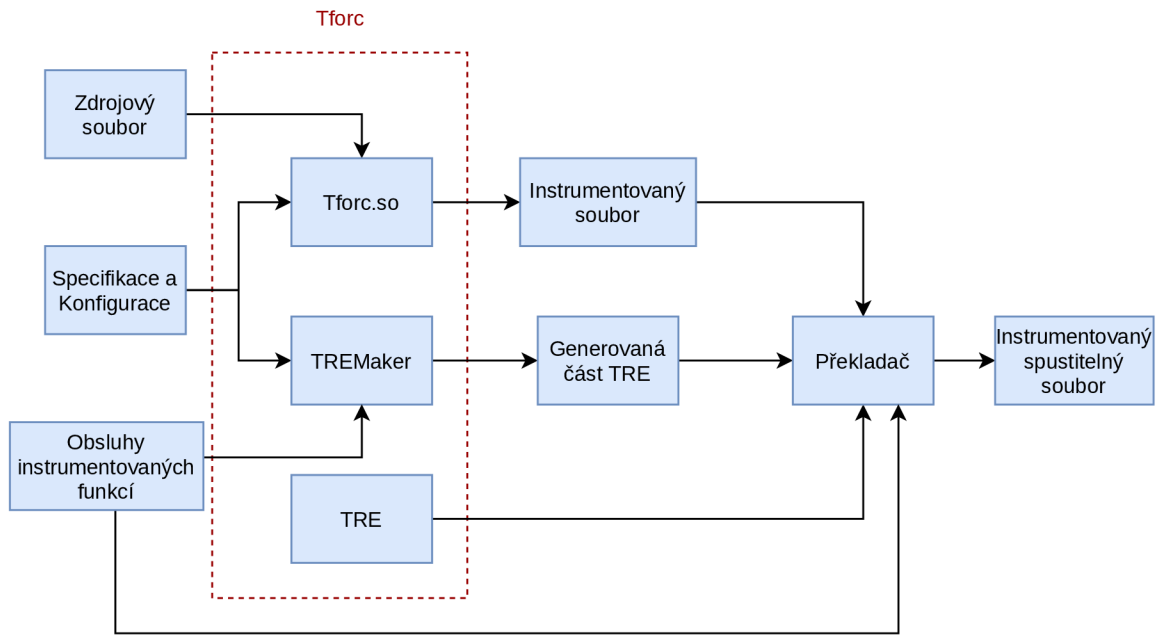 Tforc
Zdrojový
soubor
Tforc.so
Instrumentovaný
soubor
Specifikace a
Konfigurace
TREMaker
Generovaná
část TRE
Překladač
Instrumentovaný
spustitelný
soubor
Obsluhy
instrumentovaných
funkcí
TRE